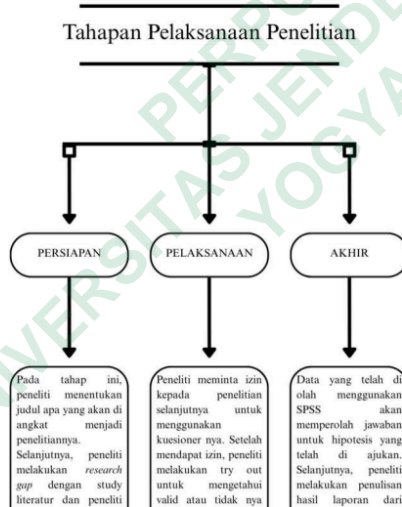 Tahapan Pelaksanaan Penelitian
PERSIAPAN
PELAKSANAAN
AKHIR
Pada tahap ini,
peneliti menentukan
judul apa yang akan di
angkat menjadi
penelitiannya.
Selanjutnya, peneliti
melakukan research
gap dengan study
literatur dan peneliti
Peneliti meminta izin
kepada penelitian
selanjutnya untuk
menggunakan
kuesioner nya. Setelah
mendapat izin, peneliti
melakukan try out
untuk mengetahui
valid atau tidak nya
Data yang telah di
olah menggunakan
SPSS akan
memperolah jawaban
untuk hipotesis yang
telah di ajukan.
Selanjutnya, peneliti
melakukan penulisan
hasil laporan dari